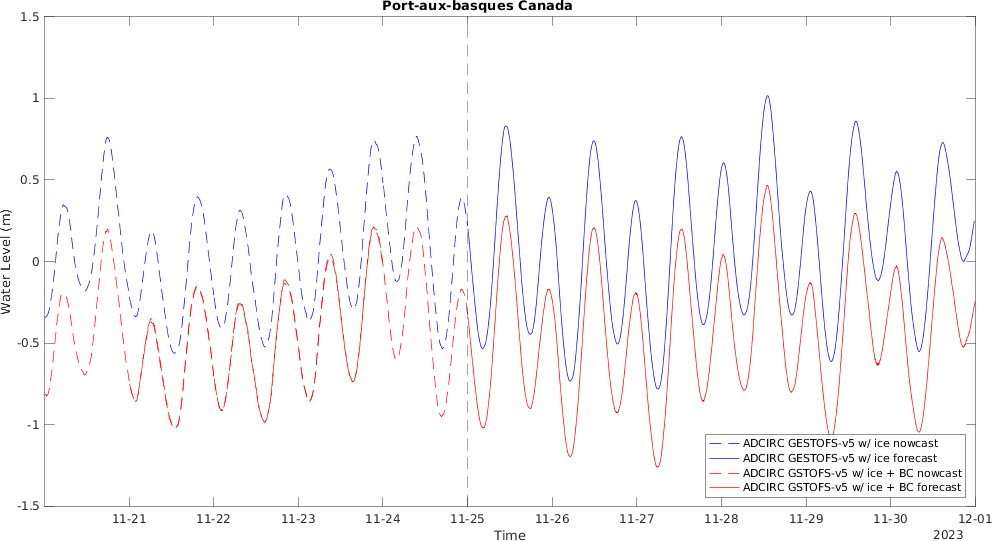 Port-aux-basques Canada
1.5
1
0.5
0
-0.5
-1
-1.5
Water Level (m)
11-21 11-22 11-23 11-24 11-25 11-26 11-27 11-28 11-29 11-30 12-01
Time
2023
ADCIRC GESTOFS-v5 w/ ice nowcast
ADCIRC GESTOFS-v5 w/ ice forecast
ADCIRC GSTOFS-v5 w/ ice + BC nowcast
ADCIRC GSTOFS-v5 w/ ice + BC forecast